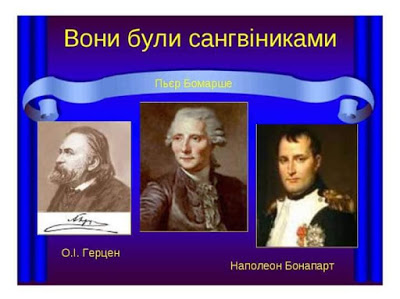 Вони були сангвініками
Пьєр Бомарше
О.І. Герцен
Наполеон Бонапарт